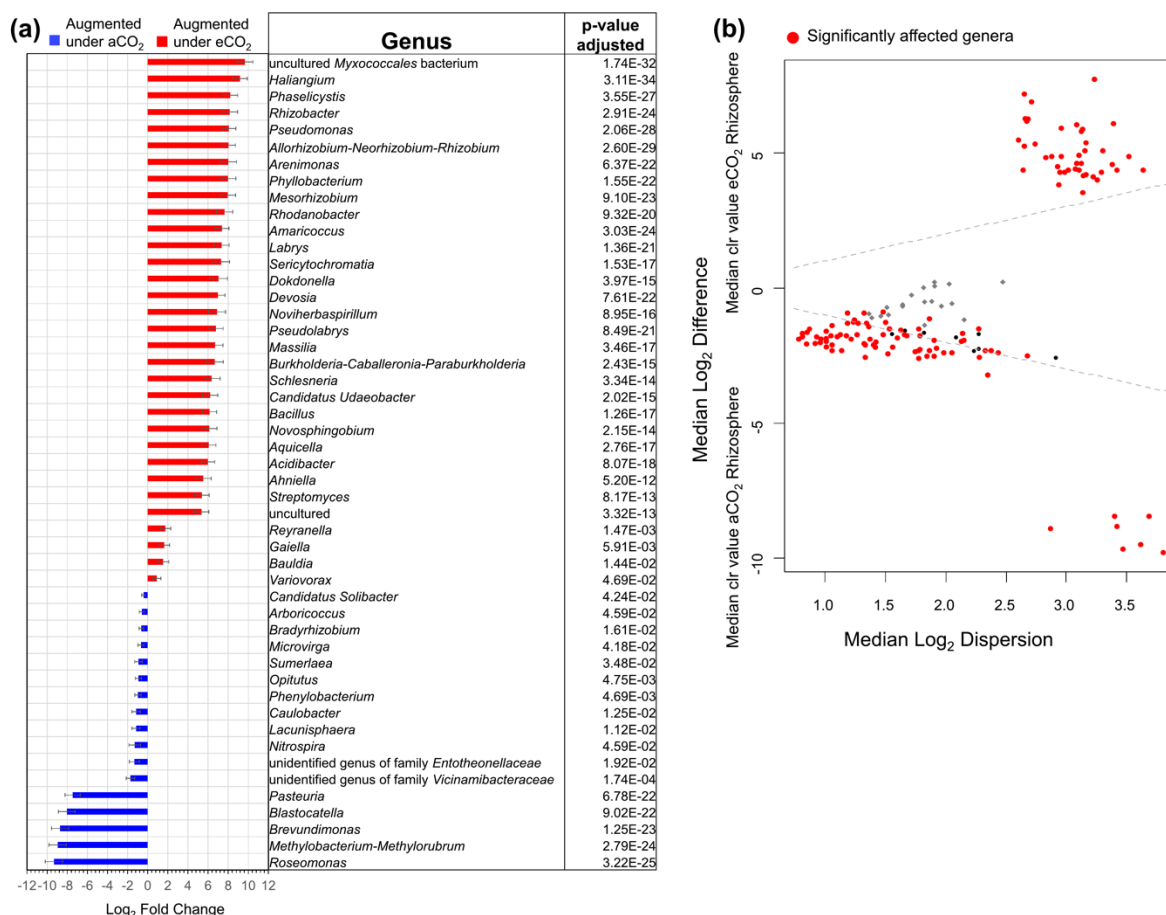 (a)
Augmented under aCO₂
Augmented under eCO₂
Genus
p-value adjusted
uncultured Myxococcales bacterium 1.74E-32
Haliangium 3.11E-34
Phaselicystis 3.55E-27
Rhizobacter 2.91E-24
Pseudomonas 2.06E-28
Allorhizobium-Neorhizobium-Rhizobium 2.60E-29
Arenimonas 6.37E-22
Phyllobacterium 1.55E-22
Mesorhizobium 9.10E-23
Rhodanobacter 9.32E-20
Amaricoccus 3.03E-24
Labrys 1.36E-21
Sericytochromatia 1.53E-17
Dokdonella 3.97E-15
Devosia 7.61E-22
Noviherbaspirillum 8.95E-16
Pseudolabrys 8.49E-21
Massilia 3.46E-17
Burkholderia-Caballeronia-Paraburkholderia 2.43E-15
Schlesneria 3.34E-14
Candidatus Udaeobacter 2.02E-15
Bacillus 1.26E-17
Novosphingobium 2.15E-14
Aquicella 2.76E-17
Acidibacter 8.07E-18
Ahniella 5.20E-12
Streptomyces 8.17E-13
uncultured 3.32E-13
Reyranella 1.47E-03
Gaiella 5.91E-03
Bauldia 1.44E-02
Variovorax 4.69E-02
Candidatus Solibacter 4.24E-02
Arboricoccus 4.59E-02
Bradyrhizobium 1.61E-02
Microvirga 4.18E-02
Sumerlaea 3.48E-02
Opitutus 4.75E-03
Phenylobacterium 4.69E-03
Caulobacter 1.25E-02
Lacunisphaera 1.12E-02
Nitrospira 4.59E-02
unidentified genus of family Entotheonellaceae 1.92E-02
unidentified genus of family Vicinamibacteraceae 1.74E-04
Pasteuria 6.78E-22
Blastocatella 9.02E-22
Brevundimonas 1.25E-23
Methylobacterium-Methylorubrum 2.79E-24
Roseomonas 3.22E-25
-12 -10 -8 -6 -4 -2 0 2 4 6 8 10 12
Log₂ Fold Change
(b)
Significantly affected genera
Median Log₂ Difference
Median clr value aCO₂ Rhizosphere
Median clr value eCO₂ Rhizosphere
5
0
-5
-10
1.0 1.5 2.0 2.5 3.0 3.5
Median Log₂ Dispersion